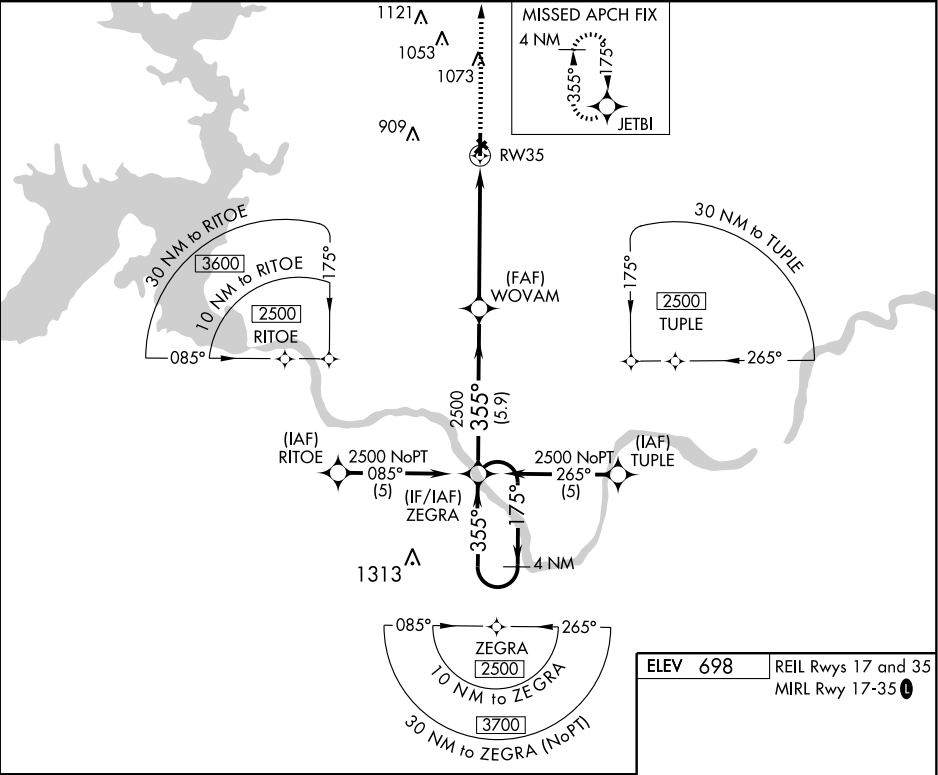 1121
1053
1073
909
MISSED APCH FIX
4 NM
355°
175°
JETBI
RW35
30 NM to RITOE
3600
10 NM to RITOE
2500
RITOE
175°
085°
30 NM to TUPLE
175°
2500
TUPLE
265°
(FAF)
WOVAM
2500
355°
(5.9)
(IAF)
RITOE
2500 NoPT
085°
(5)
(IF/IAF)
ZEGRA
2500 NoPT
265°
(5)
(IAF)
TUPLE
355°
175°
4 NM
1313
085°
265°
ZEGRA
2500
10 NM to ZEGRA
3700
30 NM to ZEGRA (NoPT)
ELEV 698
REIL Rwys 17 and 35
MIRL Rwy 17-35 L